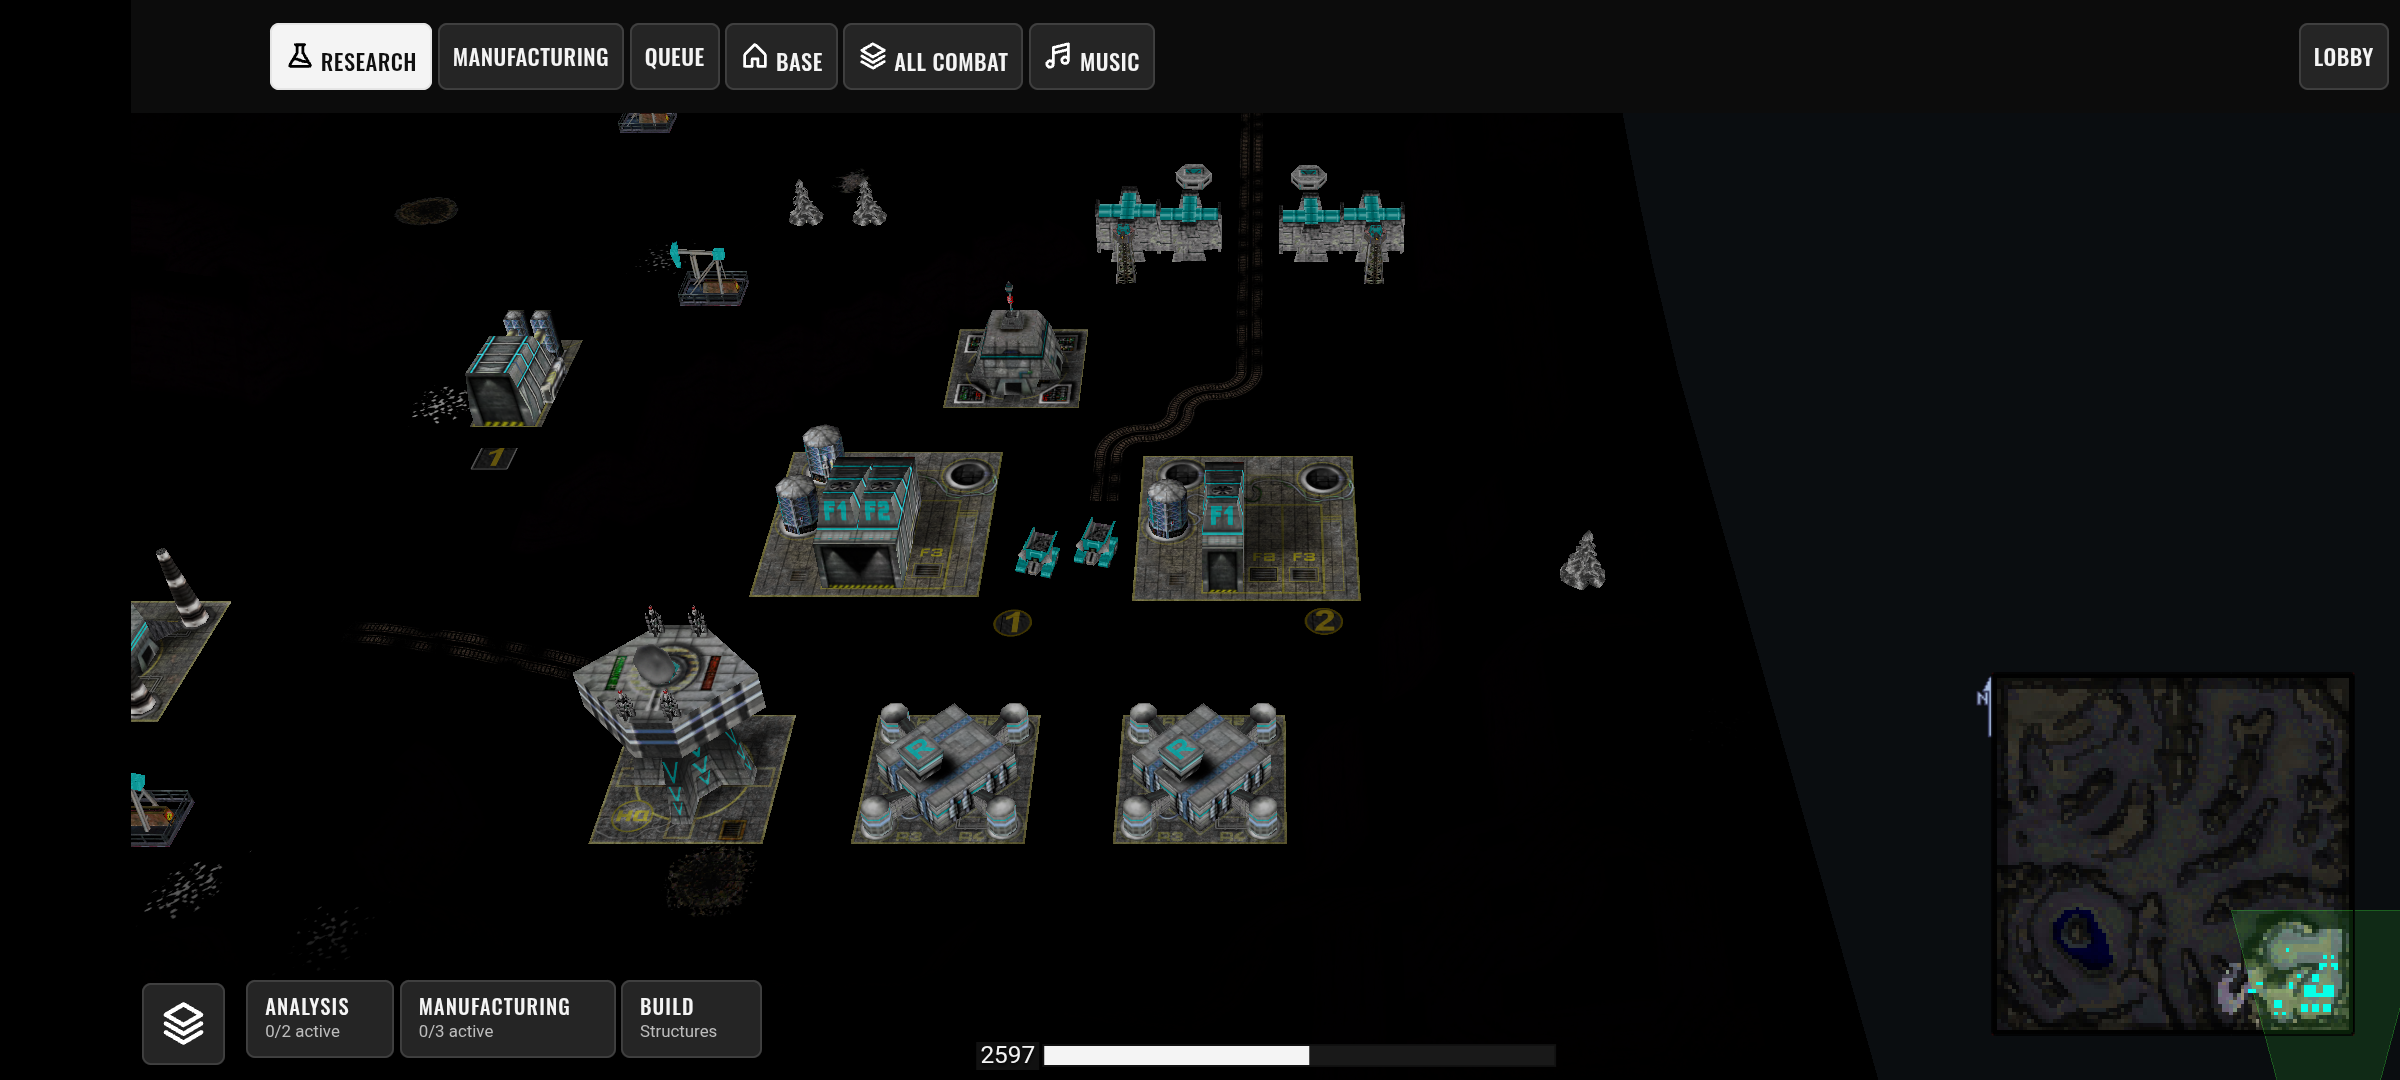 RESEARCH
MANUFACTURING
QUEUE
BASE
ALL COMBAT
MUSIC
LOBBY
1
F1 F2
F3
F1
F3
1
2
HQ
R
R
N
ANALYSIS
0/2 active
MANUFACTURING
0/3 active
BUILD
Structures
2597